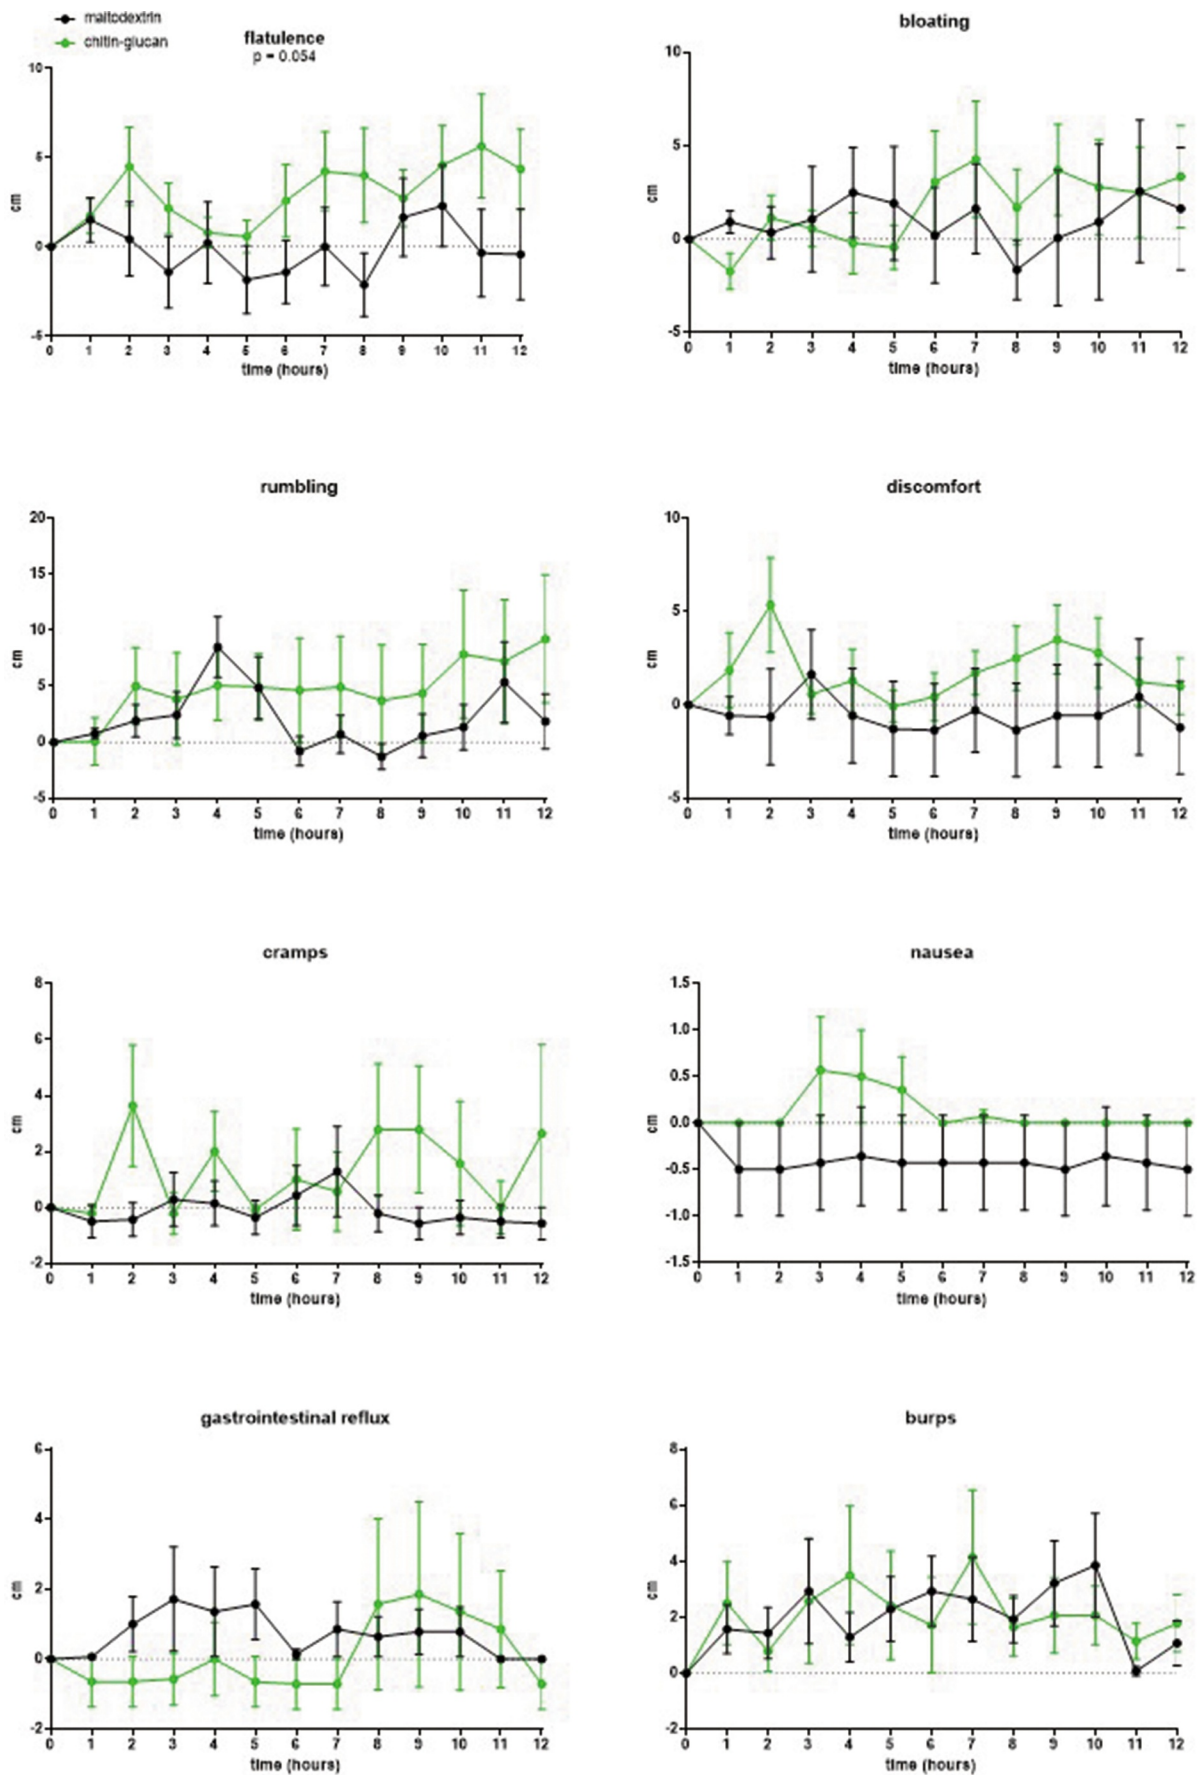 maltodextrin
chitin-glucan
flatulence
p = 0.054
10
5
0
-5
cm
0 1 2 3 4 5 6 7 8 9 10 11 12
time (hours)
bloating
10
5
0
-5
cm
0 1 2 3 4 5 6 7 8 9 10 11 12
time (hours)
rumbling
20
15
10
5
0
-5
cm
0 1 2 3 4 5 6 7 8 9 10 11 12
time (hours)
discomfort
10
5
0
-5
cm
0 1 2 3 4 5 6 7 8 9 10 11 12
time (hours)
cramps
8
6
4
2
0
-2
cm
0 1 2 3 4 5 6 7 8 9 10 11 12
time (hours)
nausea
1.5
1.0
0.5
0.0
-0.5
-1.0
-1.5
cm
0 1 2 3 4 5 6 7 8 9 10 11 12
time (hours)
gastrointestinal reflux
6
4
2
0
-2
cm
0 1 2 3 4 5 6 7 8 9 10 11 12
time (hours)
burps
8
6
4
2
0
-2
cm
0 1 2 3 4 5 6 7 8 9 10 11 12
time (hours)